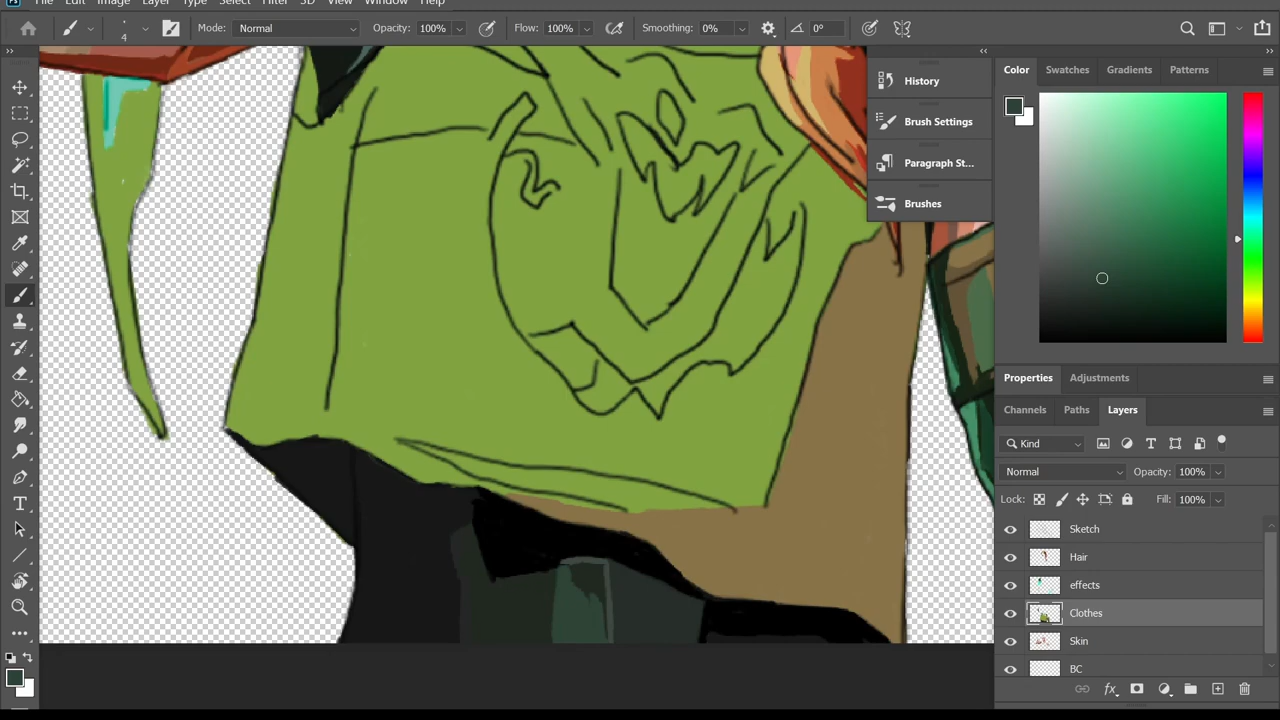 File Edit Image Layer Type Select Filter 3D View Window Help
4 Mode: Normal Opacity: 100% Flow: 100% Smoothing: 0% 0°
History
Brush Settings
Paragraph St...
Brushes
Color Swatches Gradients Patterns
Properties Adjustments
Channels Paths Layers
Kind
Normal Opacity: 100%
Lock: Fill: 100%
Sketch
Hair
effects
Clothes
Skin
BC
fx